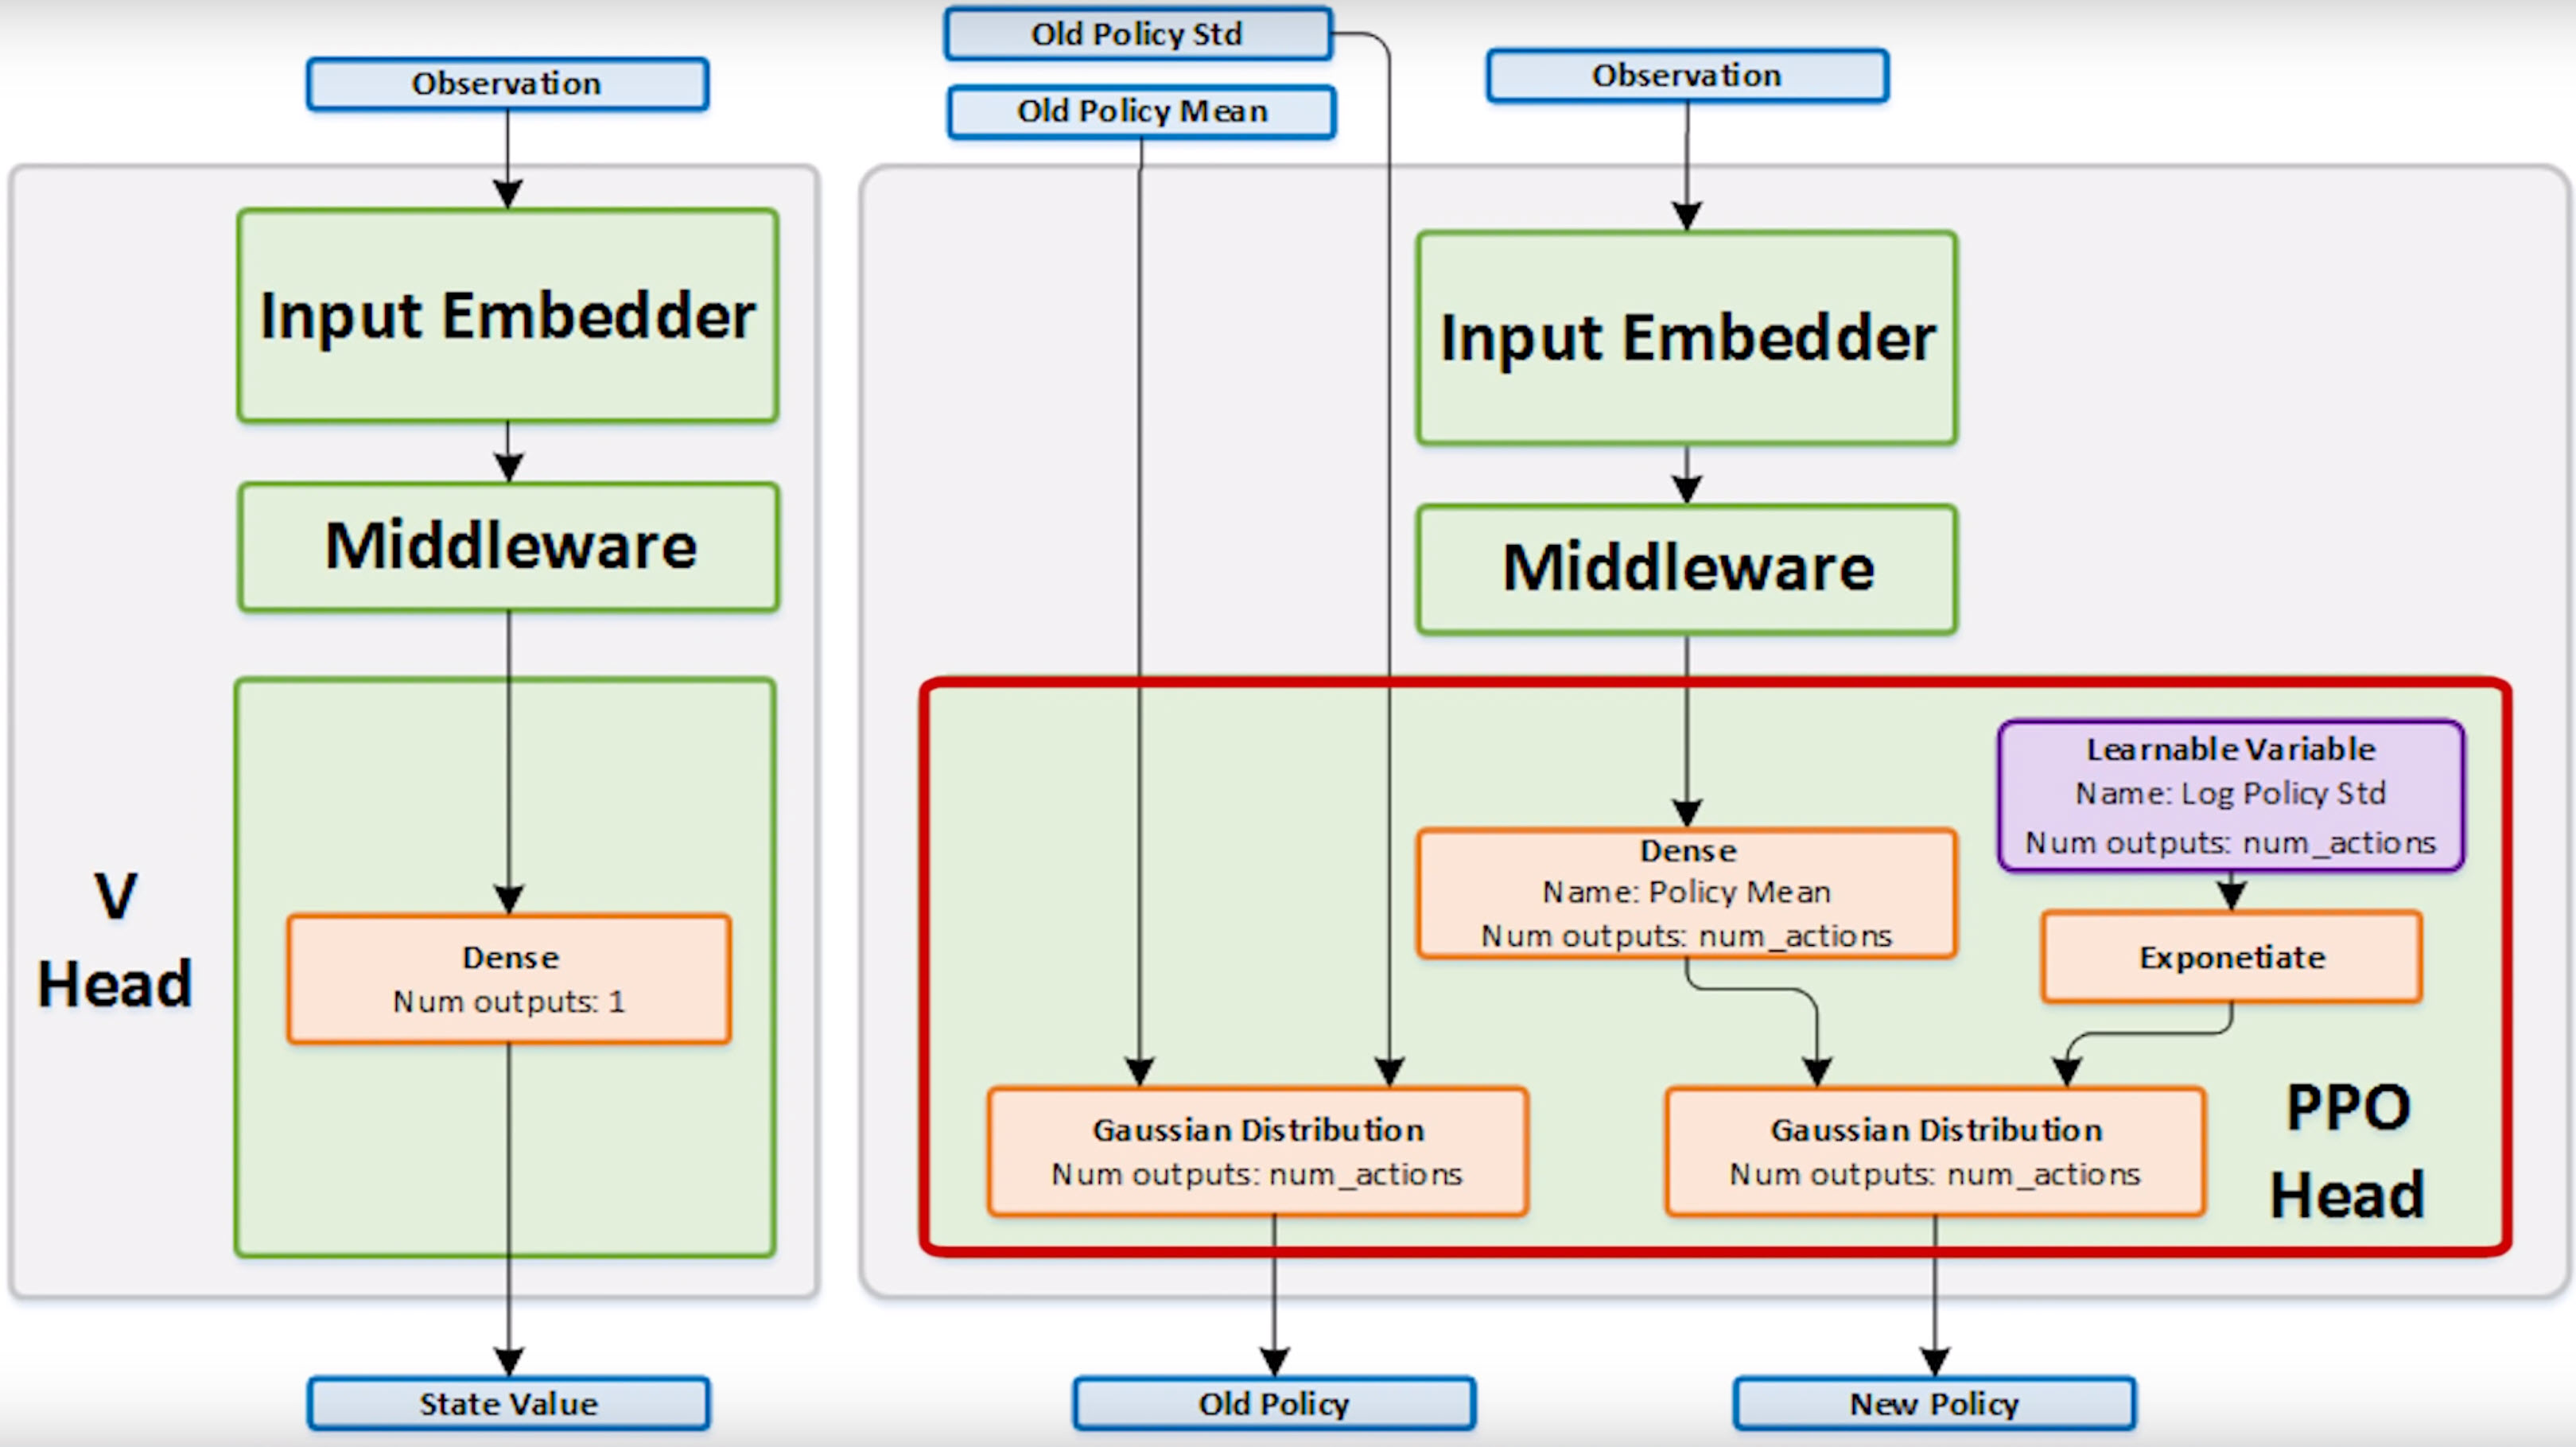 Observation
Input Embedder
Middleware
V
Head
Dense
Num outputs: 1
State Value
Old Policy Std
Old Policy Mean
Observation
Input Embedder
Middleware
Learnable Variable
Name: Log Policy Std
Num outputs: num_actions
Dense
Name: Policy Mean
Num outputs: num_actions
Exponetiate
Gaussian Distribution
Num outputs: num_actions
Gaussian Distribution
Num outputs: num_actions
PPO
Head
Old Policy
New Policy